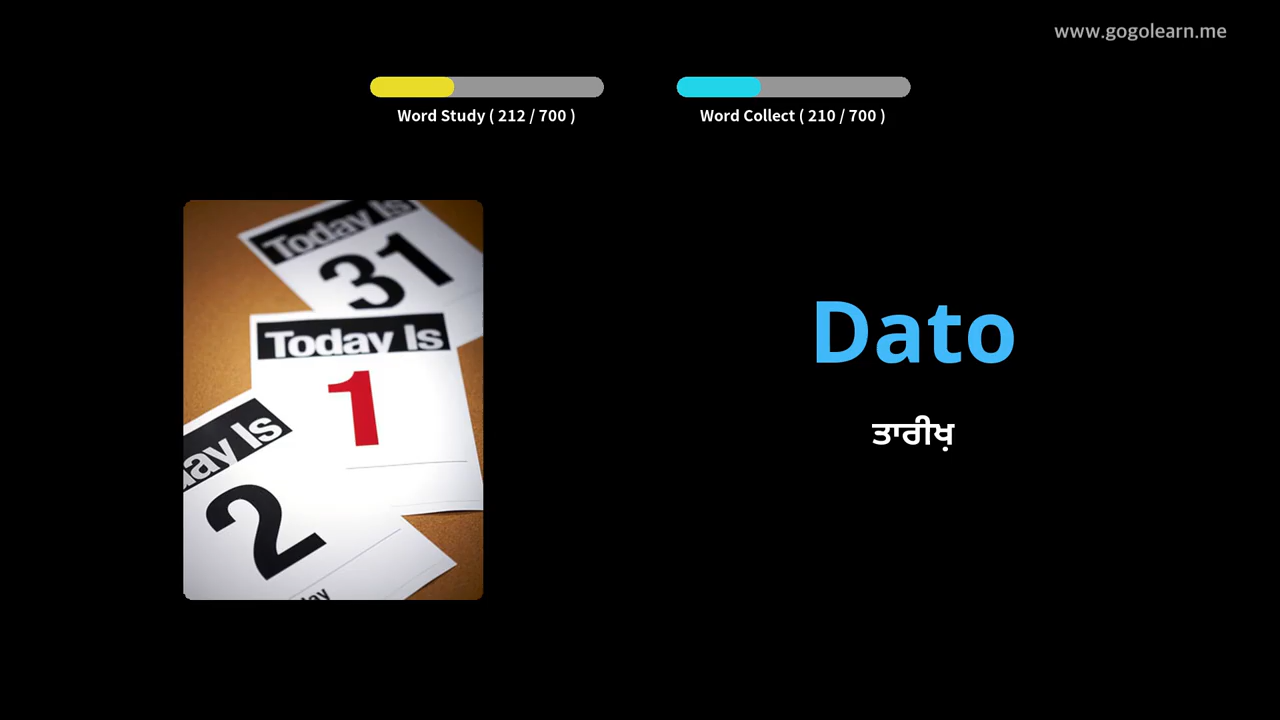 www.gogolearn.me
Word Study ( 212 / 700 )
Word Collect ( 210 / 700 )
Today Is
31
Today Is
1
ay Is
2
Dato
ਤਾਰੀਖ਼